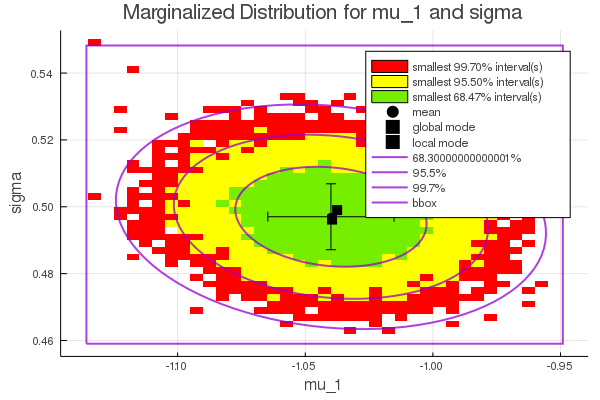 Marginalized Distribution for mu_1 and sigma
smallest 99.70% interval(s)
smallest 95.50% interval(s)
smallest 68.47% interval(s)
mean
global mode
local mode
68.30000000000001%
95.5%
99.7%
bbox
sigma
0.54
0.52
0.50
0.48
0.46
-1.10
-1.05
-1.00
-0.95
mu_1